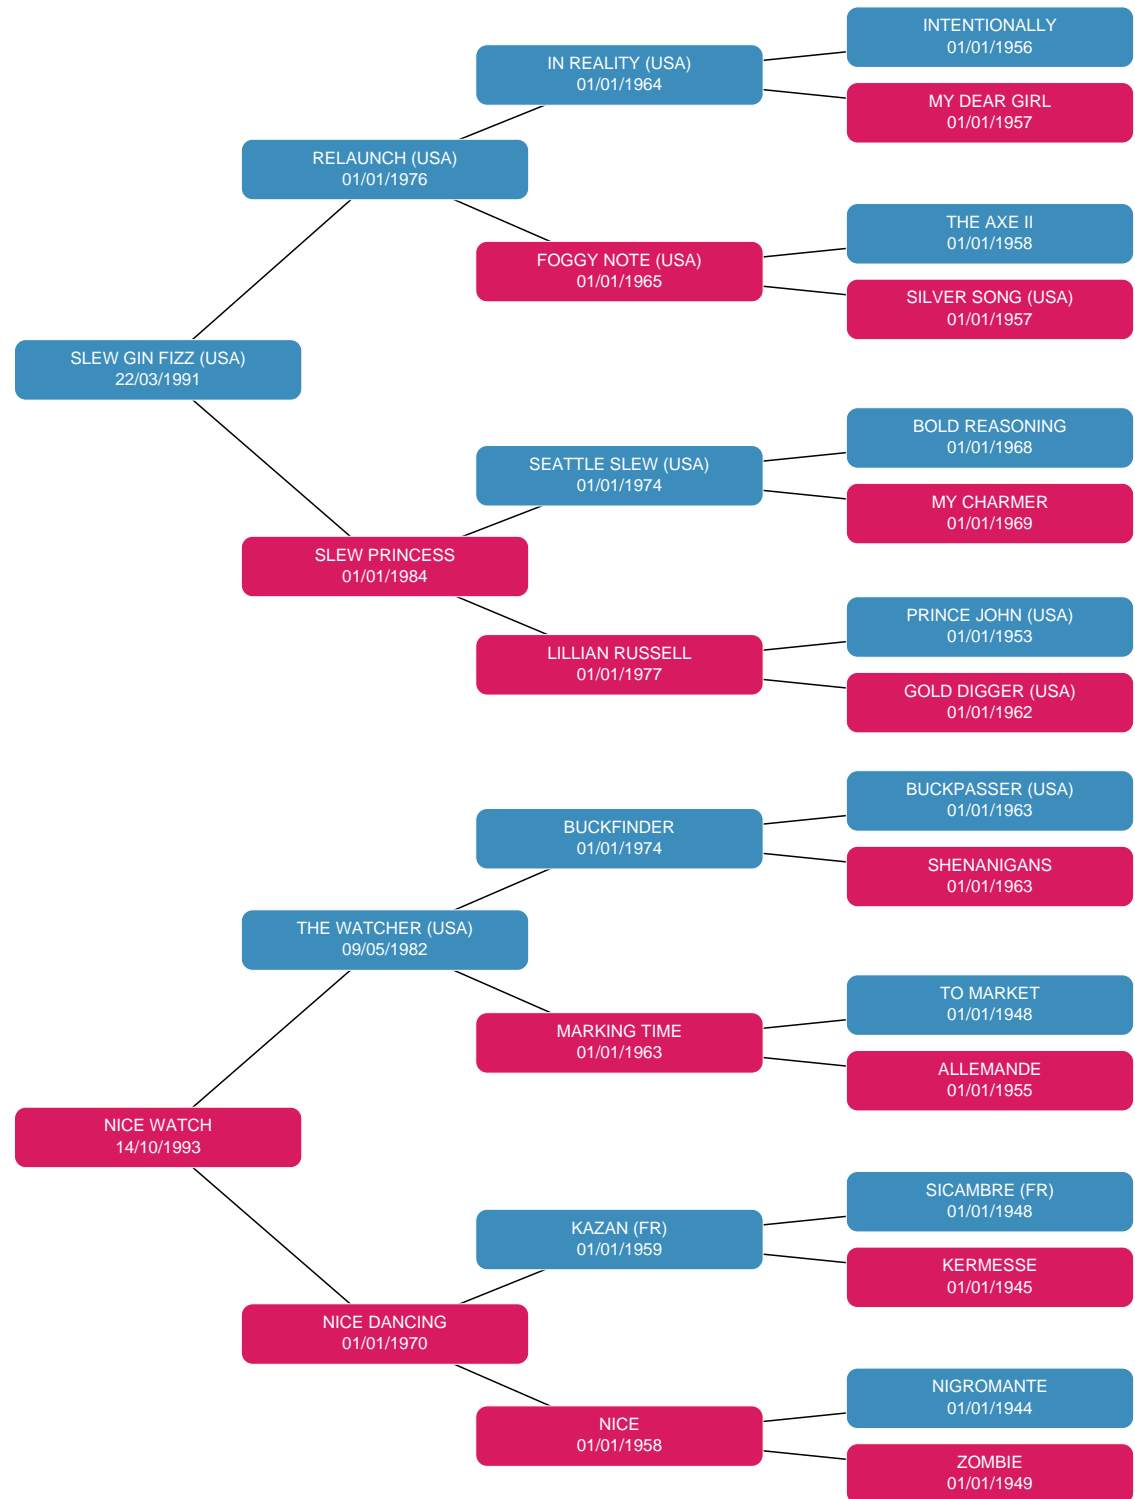 INTENTIONALLY
01/01/1956
IN REALITY (USA)
01/01/1964
MY DEAR GIRL
01/01/1957
RELAUNCH (USA)
01/01/1976
THE AXE II
01/01/1958
FOGGY NOTE (USA)
01/01/1965
SILVER SONG (USA)
01/01/1957
SLEW GIN FIZZ (USA)
22/03/1991
BOLD REASONING
01/01/1968
SEATTLE SLEW (USA)
01/01/1974
MY CHARMER
01/01/1969
SLEW PRINCESS
01/01/1984
PRINCE JOHN (USA)
01/01/1953
LILLIAN RUSSELL
01/01/1977
GOLD DIGGER (USA)
01/01/1962
BUCKPASSER (USA)
01/01/1963
BUCKFINDER
01/01/1974
SHENANIGANS
01/01/1963
THE WATCHER (USA)
09/05/1982
TO MARKET
01/01/1948
MARKING TIME
01/01/1963
ALLEMANDE
01/01/1955
NICE WATCH
14/10/1993
SICAMBRE (FR)
01/01/1948
KAZAN (FR)
01/01/1959
KERMESSE
01/01/1945
NICE DANCING
01/01/1970
NIGROMANTE
01/01/1944
NICE
01/01/1958
ZOMBIE
01/01/1949